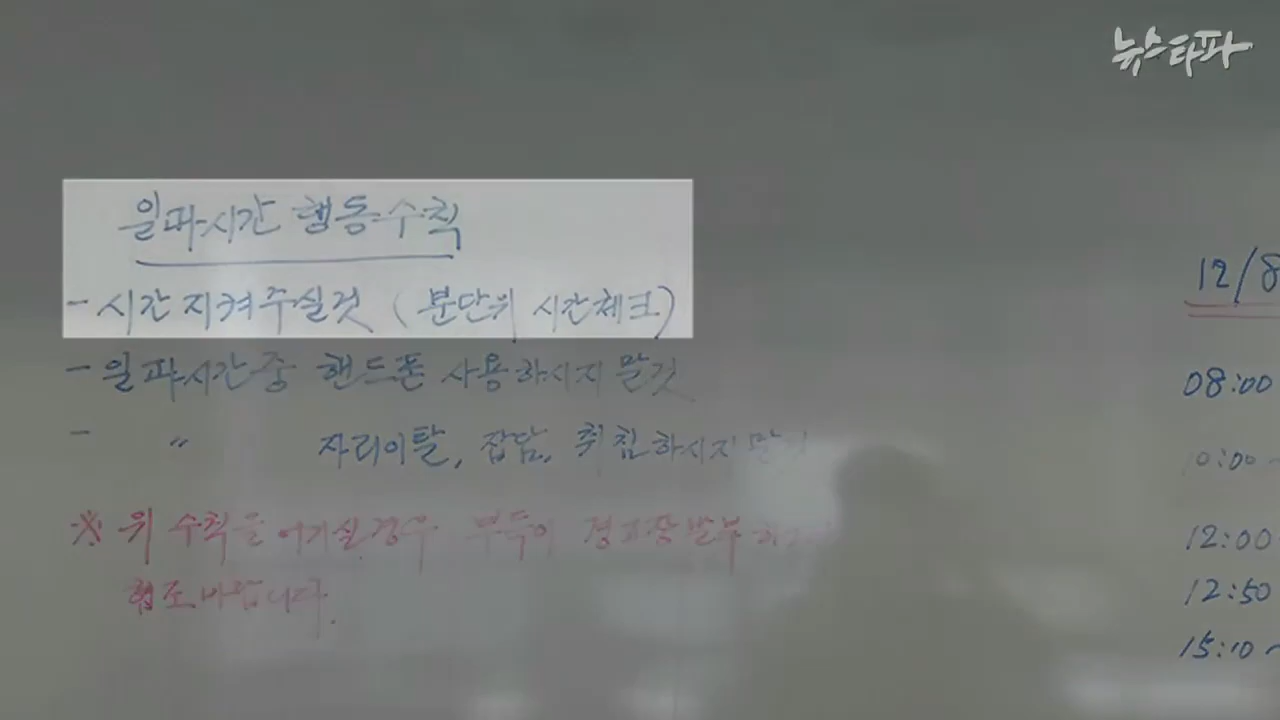 뉴스타파
일과시간 행동수칙
- 시간 지켜주실것 (분단위 시간체크)
- 일과시간중 핸드폰 사용하시지 말것
- 〃 자리이탈, 잡담, 취침하시지 말것
※ 위 수칙을 어기실 경우 부득이 경고장 발부
협조바랍니다.
12/8
08:00
10:00 ~
12:00
12:50
15:10 ~